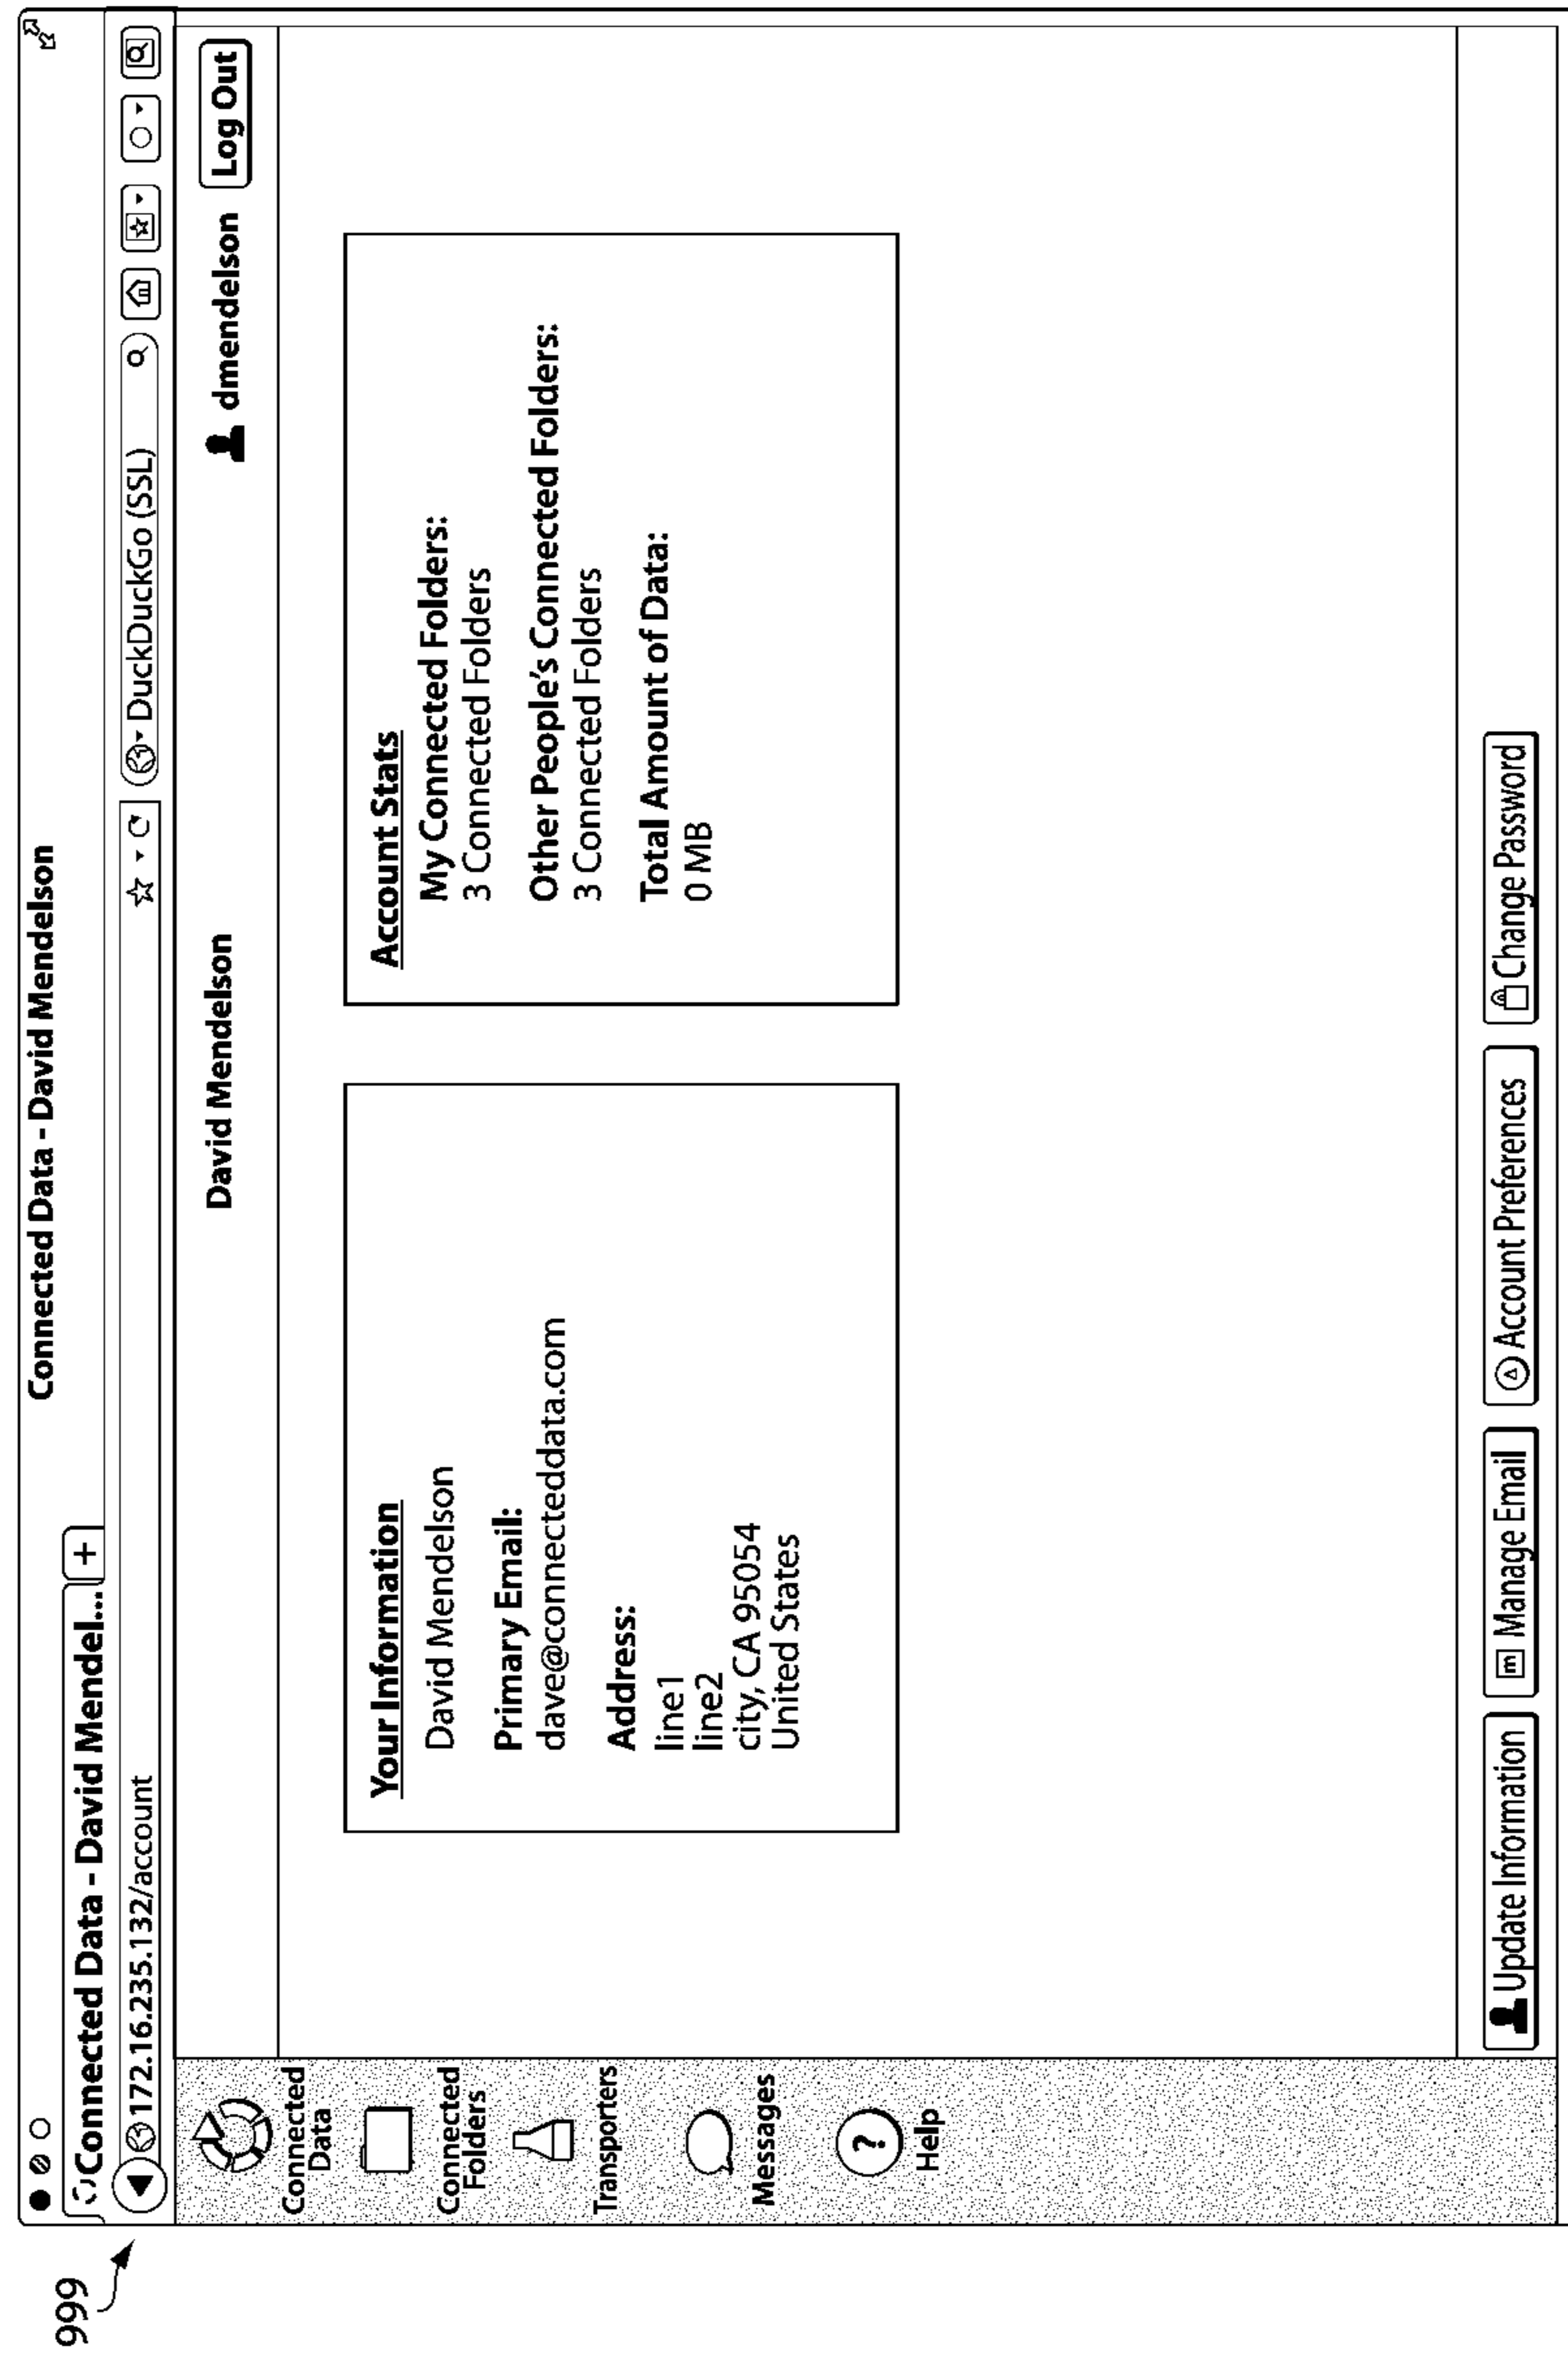 999
Connected Data - David Mendelson
Connected Data - David Mendel... +
172.16.235.132/account
DuckDuckGo (SSL)
David Mendelson
dmendelson
Log Out
Connected
Data
Connected
Folders
Transporters
Messages
?
Help
Your Information
David Mendelson
Primary Email:
dave@connecteddata.com
Address:
line1
line2
city, CA 95054
United States
Account Stats
My Connected Folders:
3 Connected Folders
Other People's Connected Folders:
3 Connected Folders
Total Amount of Data:
0 MB
Update Information
m Manage Email
Account Preferences
Change Password